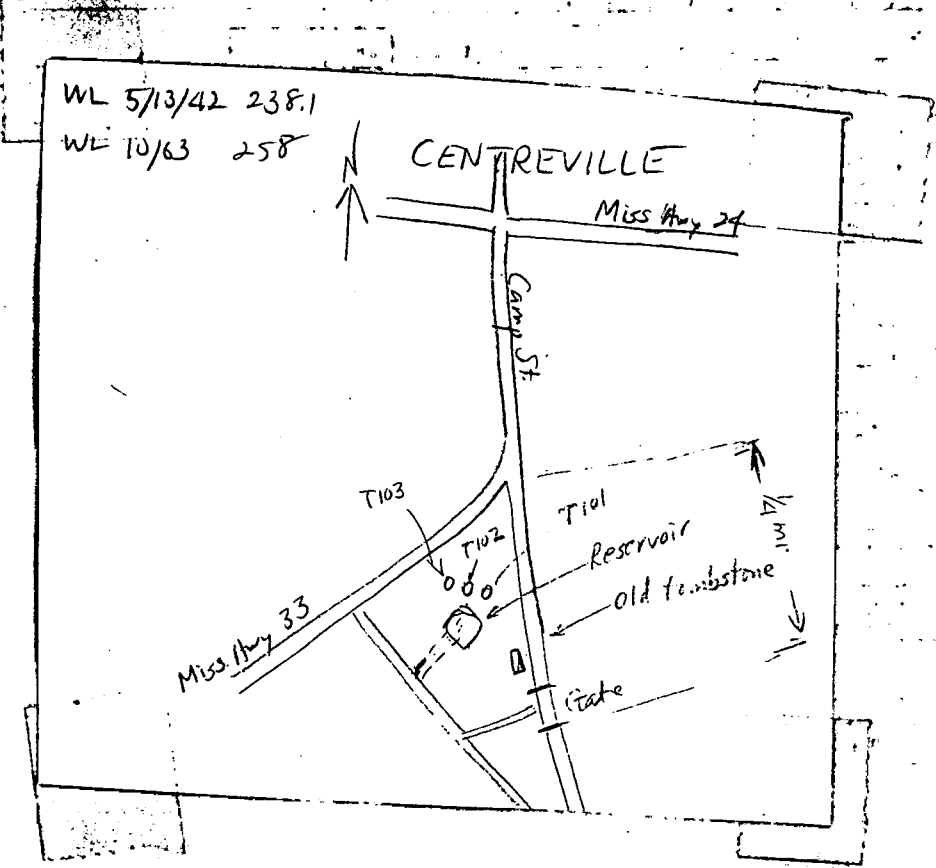 WL 5/13/42 238.1
WL 10/63 258
N
CENTREVILLE
Miss Hwy 24
Camp St.
T103
T101
T102
1/4 mi
Reservoir
Old tombstone
Miss. Hwy 33
Gate